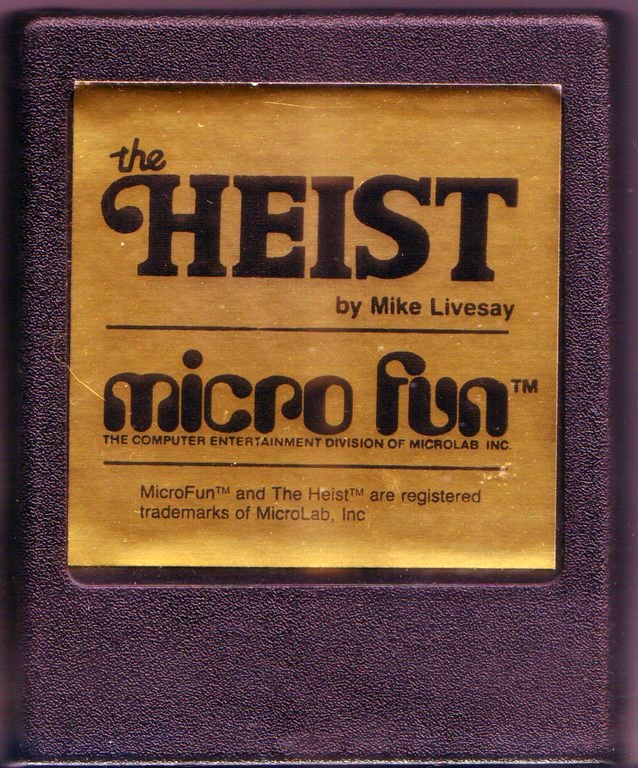 the
HEIST
by Mike Livesay
micro fun™
THE COMPUTER ENTERTAINMENT DIVISION OF MICROLAB INC.
MicroFun™ and The Heist™ are registered
trademarks of MicroLab, Inc